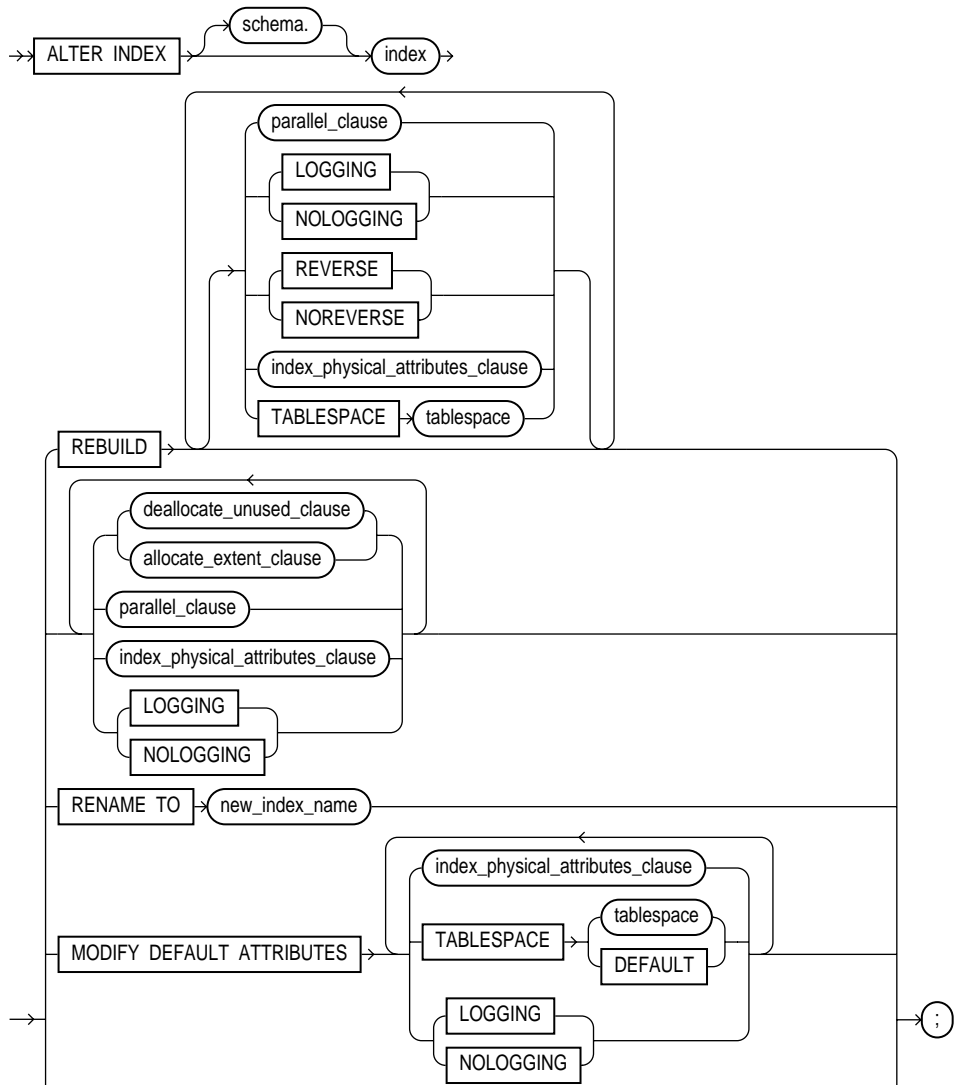 schema.
ALTER INDEX index
parallel_clause
LOGGING
NOLOGGING
REVERSE
NOREVERSE
index_physical_attributes_clause
TABLESPACE tablespace
REBUILD
deallocate_unused_clause
allocate_extent_clause
parallel_clause
index_physical_attributes_clause
LOGGING
NOLOGGING
RENAME TO new_index_name
index_physical_attributes_clause
tablespace
MODIFY DEFAULT ATTRIBUTES TABLESPACE
DEFAULT
LOGGING
;
NOLOGGING